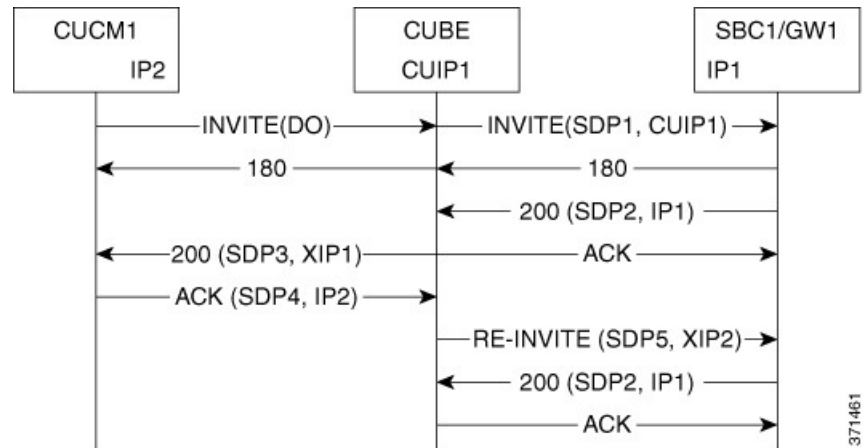 CUCM1
IP2
CUBE
CUIP1
SBC1/GW1
IP1
INVITE(DO)
INVITE(SDP1, CUIP1)
180
180
200 (SDP2, IP1)
200 (SDP3, XIP1)
ACK
ACK (SDP4, IP2)
RE-INVITE (SDP5, XIP2)
200 (SDP2, IP1)
ACK
371461